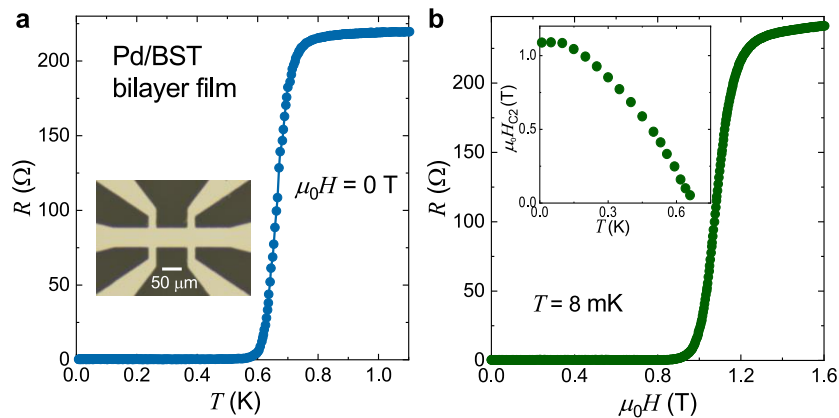 a
Pd/BST
bilayer film
μ₀H = 0 T
50 μm
R (Ω)
200
150
100
50
0
0.0 0.2 0.4 0.6 0.8 1.0
T (K)
b
R (Ω)
200
150
100
50
0
0.0 0.4 0.8 1.2 1.6
μ₀H (T)
T = 8 mK
μ₀H_C2 (T)
1.0
0.5
0.0
0.0 0.3 0.6
T (K)